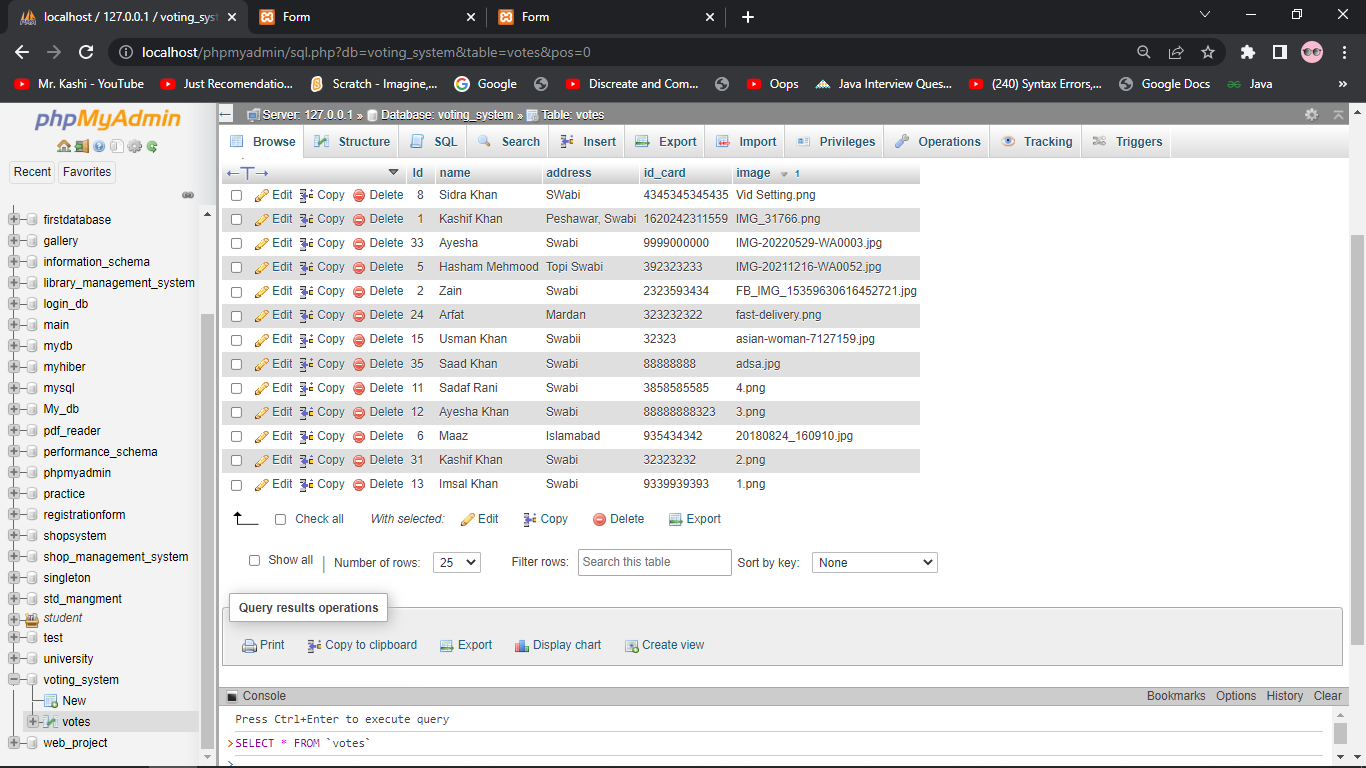 localhost / 127.0.0.1 / voting_syst
Form
Form
localhost/phpmyadmin/sql.php?db=voting_system&table=votes&pos=0
Mr. Kashi - YouTube
Just Recomendatio...
Scratch - Imagine,...
Google
Discreate and Com...
Oops
Java Interview Ques...
(240) Syntax Errors,...
Google Docs
Java
phpMyAdmin
Recent
Favorites
firstdatabase
gallery
information_schema
library_management_system
login_db
main
mydb
myhiber
mysql
My_db
pdf_reader
performance_schema
phpmyadmin
practice
registrationform
shopsystem
shop_management_system
singleton
std_mangment
student
test
university
voting_system
New
votes
web_project
Server: 127.0.0.1 » Database: voting_system » Table: votes
Browse Structure SQL Search Insert Export Import Privileges Operations Tracking Triggers
Id name address id_card image 1
Edit Copy Delete 8 Sidra Khan SWabi 4345345345435 Vid Setting.png
Edit Copy Delete 1 Kashif Khan Peshawar, Swabi 1620242311559 IMG_31766.png
Edit Copy Delete 33 Ayesha Swabi 9999000000 IMG-20220529-WA0003.jpg
Edit Copy Delete 5 Hasham Mehmood Topi Swabi 392323233 IMG-20211216-WA0052.jpg
Edit Copy Delete 2 Zain Swabi 2323593434 FB_IMG_15359630616452721.jpg
Edit Copy Delete 24 Arfat Mardan 323232322 fast-delivery.png
Edit Copy Delete 15 Usman Khan Swabii 32323 asian-woman-7127159.jpg
Edit Copy Delete 35 Saad Khan Swabi 88888888 adsa.jpg
Edit Copy Delete 11 Sadaf Rani Swabi 3858585585 4.png
Edit Copy Delete 12 Ayesha Khan Swabi 88888888323 3.png
Edit Copy Delete 6 Maaz Islamabad 935434342 20180824_160910.jpg
Edit Copy Delete 31 Kashif Khan Swabi 32323232 2.png
Edit Copy Delete 13 Imsal Khan Swabi 9339939393 1.png
Check all With selected: Edit Copy Delete Export
Show all Number of rows: 25 Filter rows: Search this table Sort by key: None
Query results operations
Print Copy to clipboard Export Display chart Create view
Console Bookmarks Options History Clear
Press Ctrl+Enter to execute query
>SELECT * FROM `votes`
>